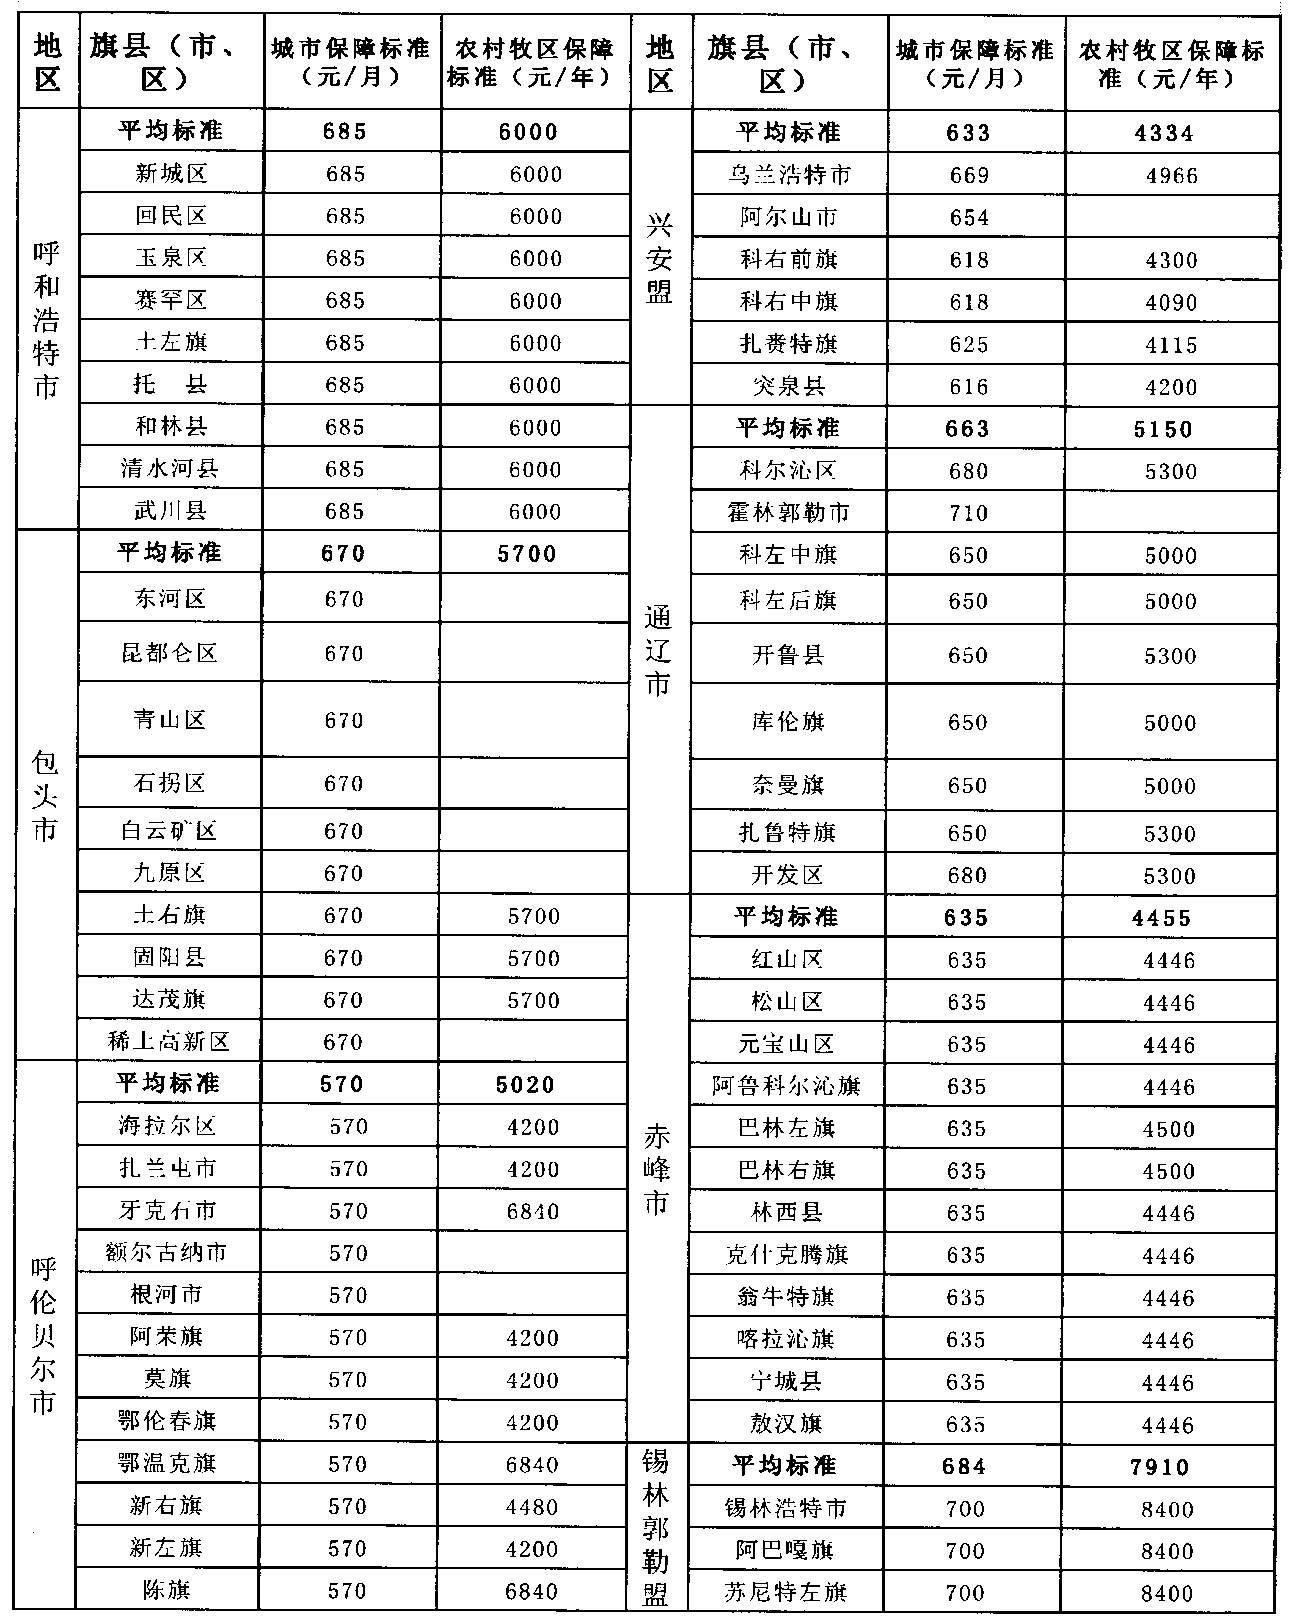 地区 旗县（市、区） 城市保障标准（元/月） 农村牧区保障标准（元/年）
呼和浩特市
平均标准 685 6000
新城区 685 6000
回民区 685 6000
玉泉区 685 6000
赛罕区 685 6000
土左旗 685 6000
托 县 685 6000
和林县 685 6000
清水河县 685 6000
武川县 685 6000
包头市
平均标准 670 5700
东河区 670
昆都仑区 670
青山区 670
石拐区 670
白云矿区 670
九原区 670
土右旗 670 5700
固阳县 670 5700
达茂旗 670 5700
稀土高新区 670
呼伦贝尔市
平均标准 570 5020
海拉尔区 570 4200
扎兰屯市 570 4200
牙克石市 570 6840
额尔古纳市 570
根河市 570
阿荣旗 570 4200
莫旗 570 4200
鄂伦春旗 570 4200
鄂温克旗 570 6840
新右旗 570 4480
新左旗 570 4200
陈旗 570 6840
地区 旗县（市、区） 城市保障标准（元/月） 农村牧区保障标准（元/年）
兴安盟
平均标准 633 4334
乌兰浩特市 669 4966
阿尔山市 654
科右前旗 618 4300
科右中旗 618 4090
扎赉特旗 625 4115
突泉县 616 4200
通辽市
平均标准 663 5150
科尔沁区 680 5300
霍林郭勒市 710
科左中旗 650 5000
科左后旗 650 5000
开鲁县 650 5300
库伦旗 650 5000
奈曼旗 650 5000
扎鲁特旗 650 5300
开发区 680 5300
赤峰市
平均标准 635 4455
红山区 635 4446
松山区 635 4446
元宝山区 635 4446
阿鲁科尔沁旗 635 4446
巴林左旗 635 4500
巴林右旗 635 4500
林西县 635 4446
克什克腾旗 635 4446
翁牛特旗 635 4446
喀拉沁旗 635 4446
宁城县 635 4446
敖汉旗 635 4446
锡林郭勒盟
平均标准 684 7910
锡林浩特市 700 8400
阿巴嘎旗 700 8400
苏尼特左旗 700 8400